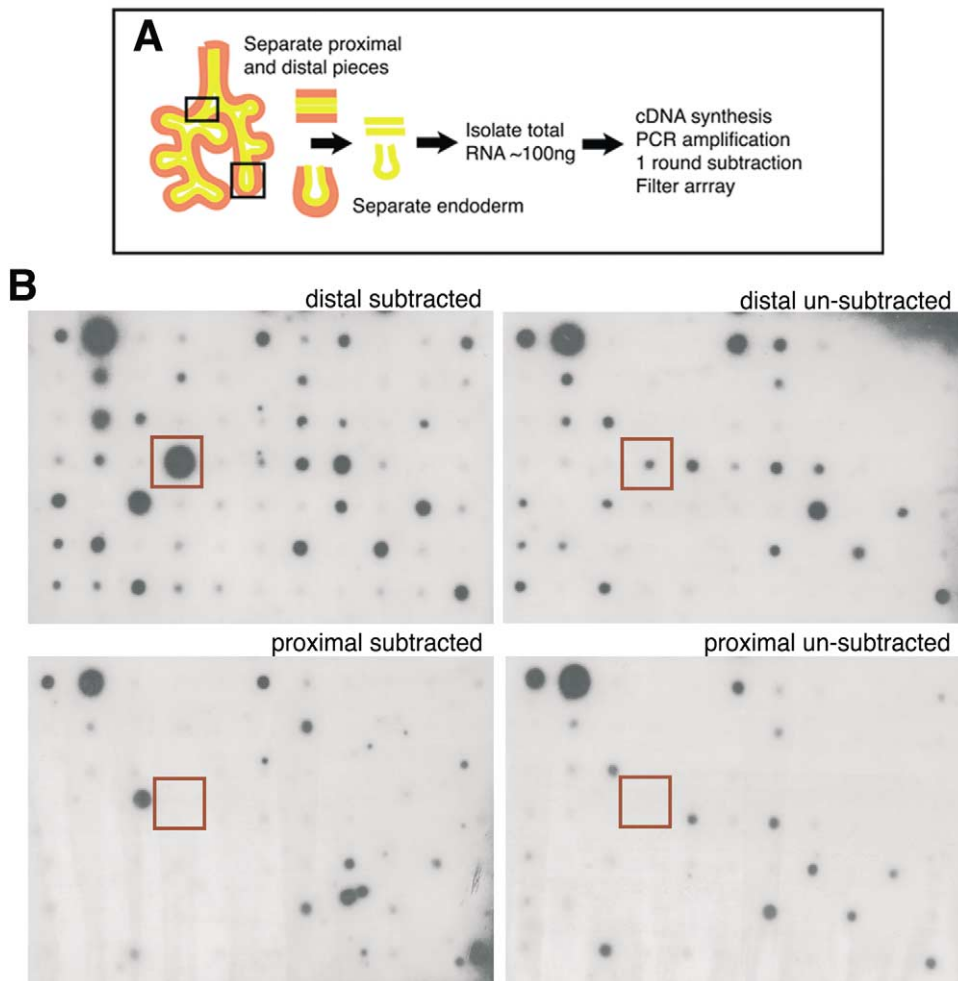 A
Separate proximal
and distal pieces
Separate endoderm
Isolate total
RNA ~100ng
cDNA synthesis
PCR amplification
1 round subtraction
Filter arrray
B
distal subtracted
distal un-subtracted
proximal subtracted
proximal un-subtracted